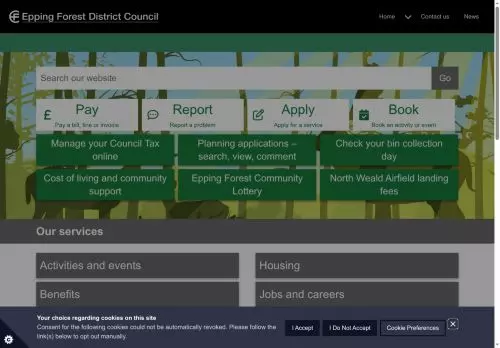 Epping Forest District Council
Home
Contact us
News
Search our website
Go
Pay
Pay a bill, fine or invoice
Report
Report a problem
Apply
Apply for a service
Book
Book an activity or event
Manage your Council Tax
online
Planning applications –
search, view, comment
Check your bin collection
day
Cost of living and community
support
Epping Forest Community
Lottery
North Weald Airfield landing
fees
Our services
Activities and events
Housing
Benefits
Jobs and careers
Your choice regarding cookies on this site
Consent for the following cookies could not be automatically revoked. Please follow the
link(s) below to opt out manually.
I Accept
I Do Not Accept
Cookie Preferences